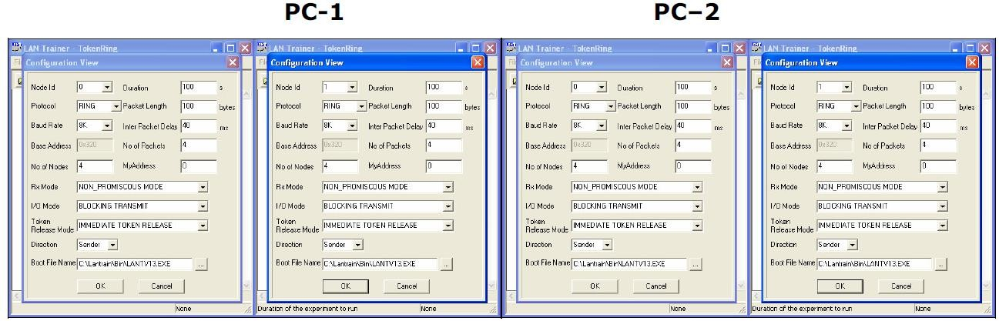 PC-1
PC–2
LAN Trainer - TokenRing
Configuration View
Node Id 0 Duration 100 s
Protocol RING Packet Length 100 bytes
Baud Rate 8K Inter Packet Delay 40 ms
Base Address 0x320 No of Packets 4
No of Nodes 4 MyAddress 0
Rx Mode NON_PROMISCOUS MODE
I/O Mode BLOCKING TRANSMIT
Token
Release Mode IMMEDIATE TOKEN RELEASE
Direction Sender
Boot File Name C:\Lantrain\Bin\LANTV13.EXE ...
OK Cancel
None
LAN Trainer - TokenRing
Configuration View
Node Id 1 Duration 100 s
Protocol RING Packet Length 100 bytes
Baud Rate 8K Inter Packet Delay 40 ms
Base Address 0x320 No of Packets 4
No of Nodes 4 MyAddress 0
Rx Mode NON_PROMISCOUS MODE
I/O Mode BLOCKING TRANSMIT
Token
Release Mode IMMEDIATE TOKEN RELEASE
Direction Sender
Boot File Name C:\Lantrain\Bin\LANTV13.EXE ...
OK Cancel
Duration of the experiment to run None
LAN Trainer - TokenRing
Configuration View
Node Id 0 Duration 100 s
Protocol RING Packet Length 100 bytes
Baud Rate 8K Inter Packet Delay 40 ms
Base Address 0x320 No of Packets 4
No of Nodes 4 MyAddress 0
Rx Mode NON_PROMISCOUS MODE
I/O Mode BLOCKING TRANSMIT
Token
Release Mode IMMEDIATE TOKEN RELEASE
Direction Sender
Boot File Name C:\Lantrain\Bin\LANTV13.EXE ...
OK Cancel
None
LAN Trainer - TokenRing
Configuration View
Node Id 1 Duration 100 s
Protocol RING Packet Length 100 bytes
Baud Rate 8K Inter Packet Delay 40 ms
Base Address 0x320 No of Packets 4
No of Nodes 4 MyAddress 0
Rx Mode NON_PROMISCOUS MODE
I/O Mode BLOCKING TRANSMIT
Token
Release Mode IMMEDIATE TOKEN RELEASE
Direction Sender
Boot File Name C:\Lantrain\Bin\LANTV13.EXE ...
OK Cancel
Duration of the experiment to run None